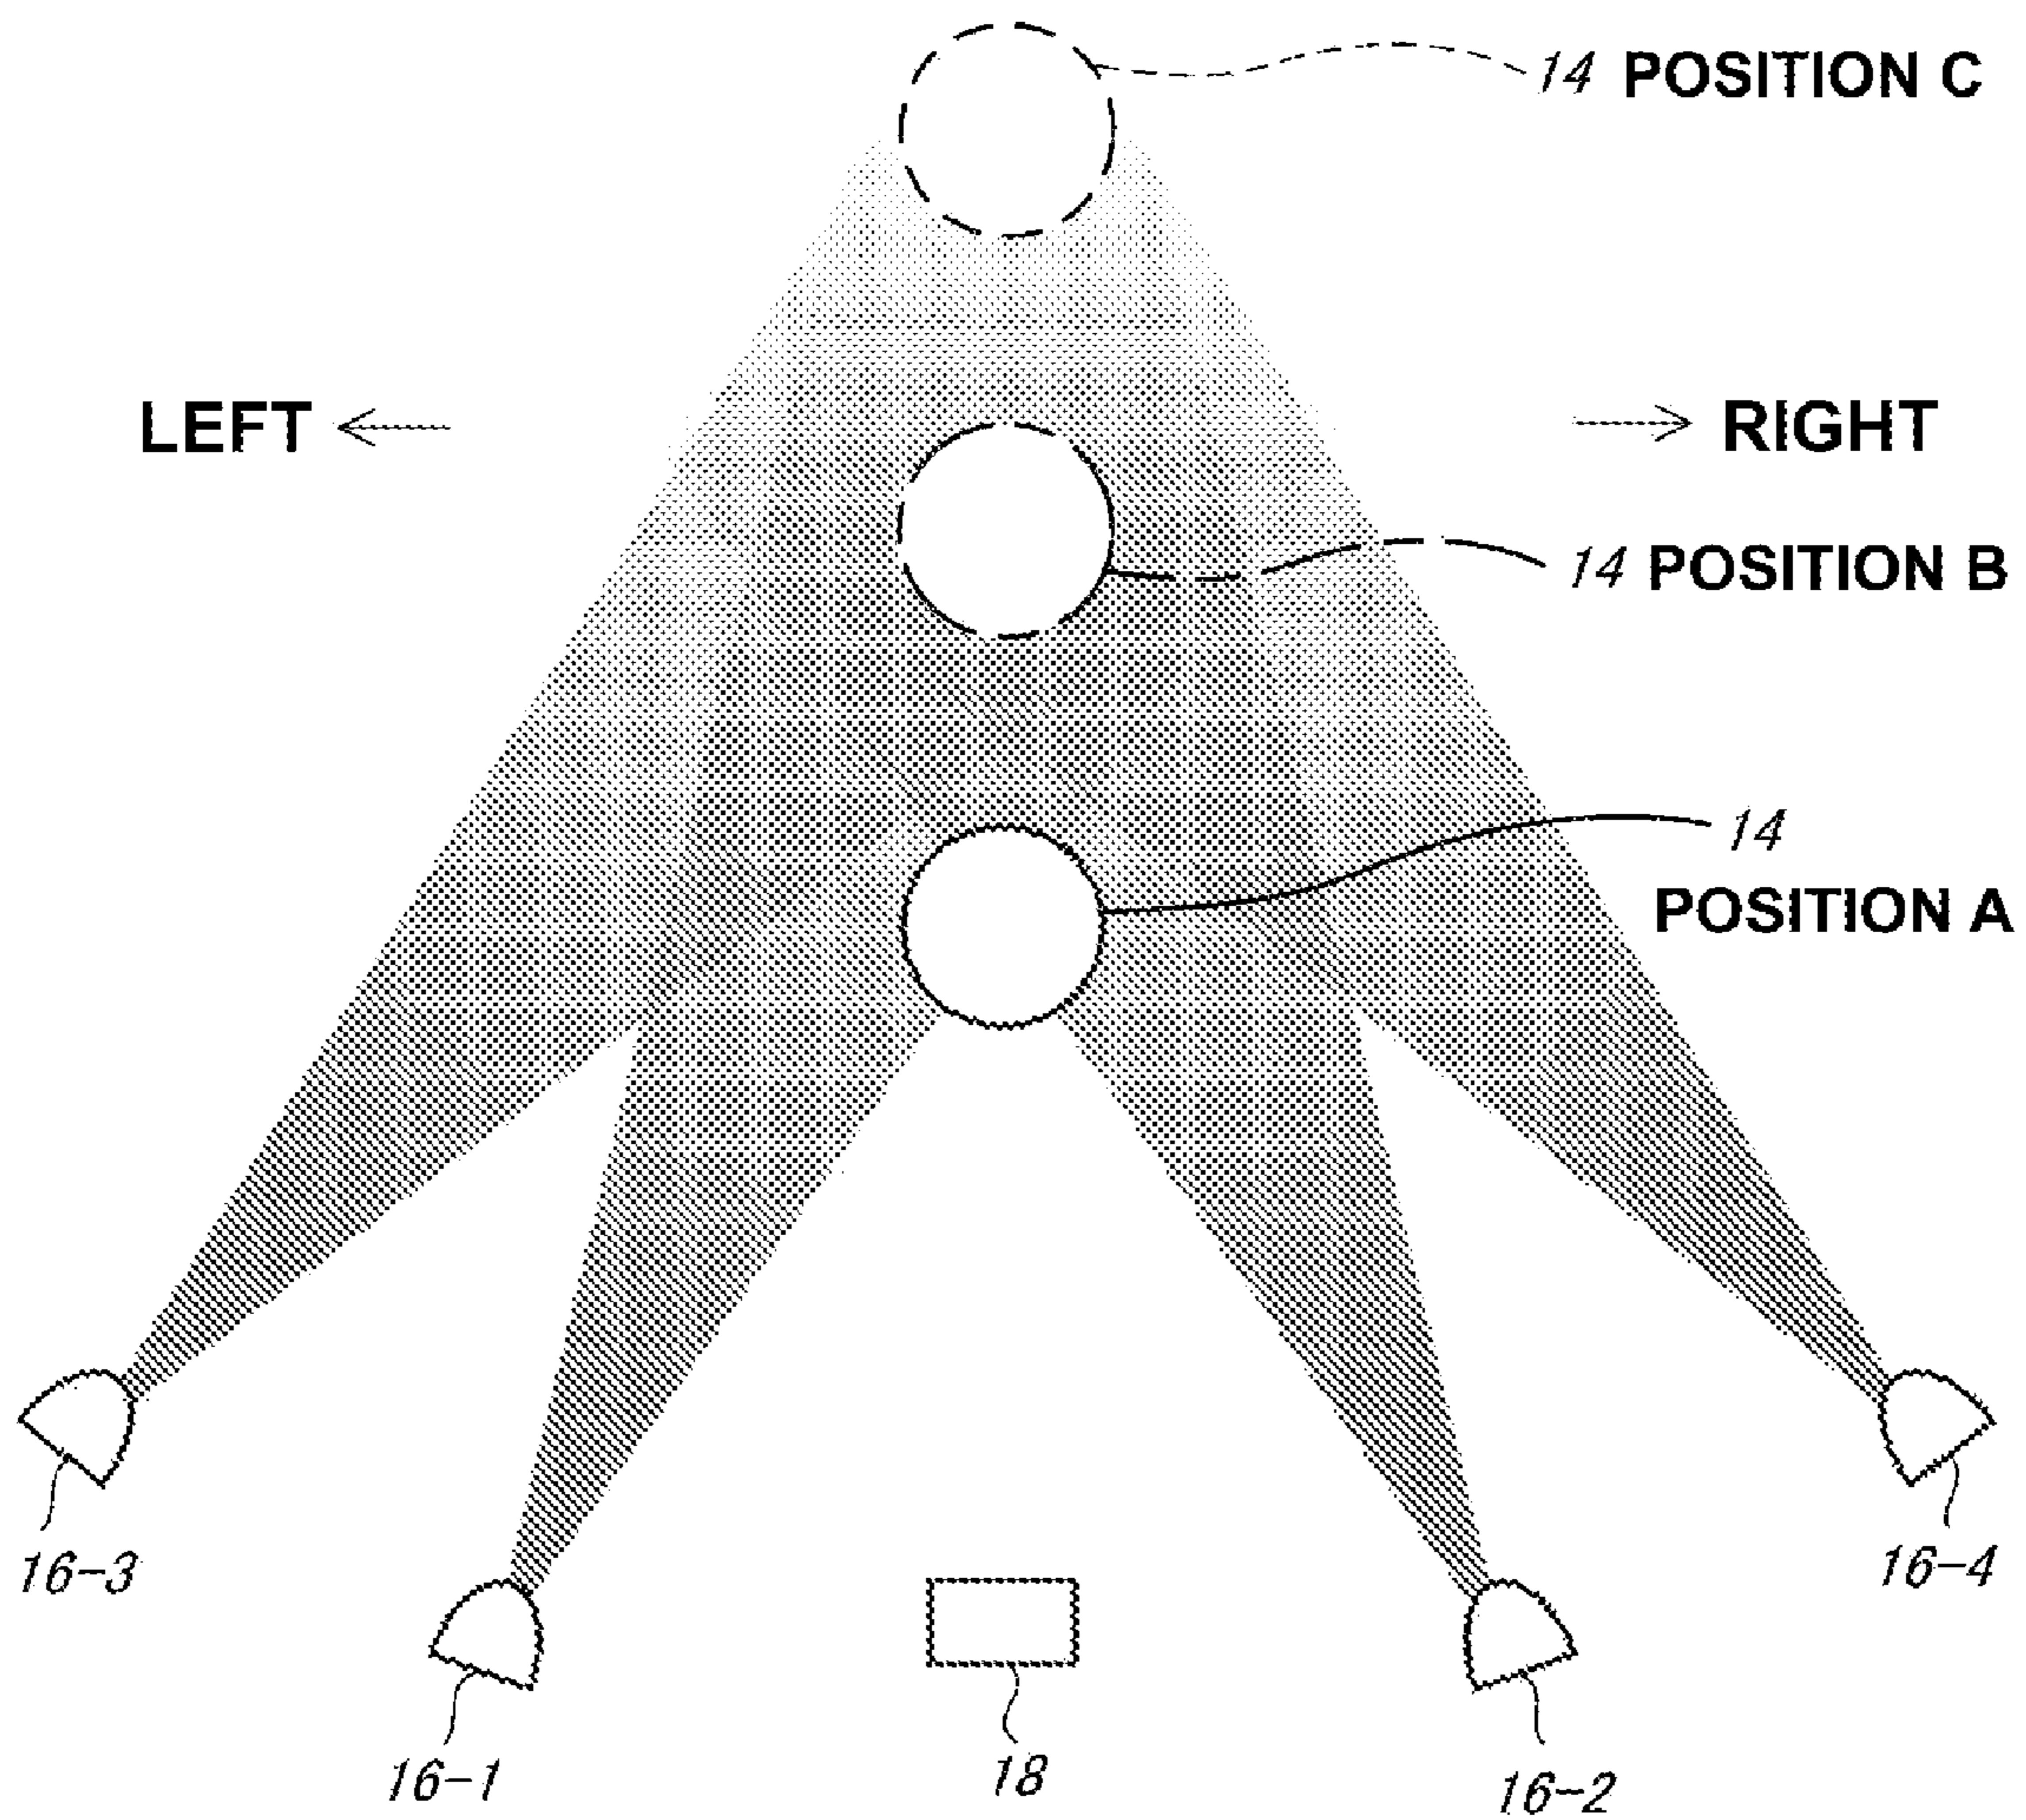 14 POSITION C
LEFT
RIGHT
14 POSITION B
14
POSITION A
16-3
16-4
16-1
18
16-2